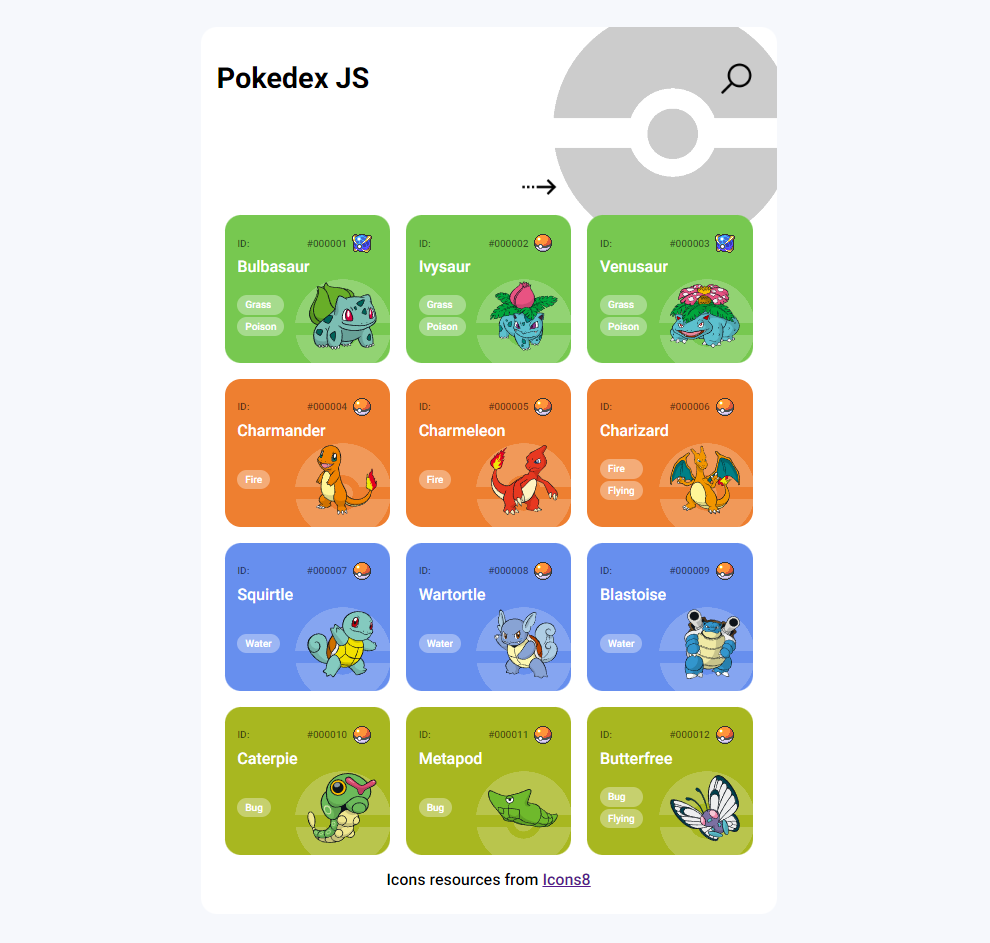 Pokedex JS
ID: #000001
Bulbasaur
Grass
Poison
ID: #000002
Ivysaur
Grass
Poison
ID: #000003
Venusaur
Grass
Poison
ID: #000004
Charmander
Fire
ID: #000005
Charmeleon
Fire
ID: #000006
Charizard
Fire
Flying
ID: #000007
Squirtle
Water
ID: #000008
Wartortle
Water
ID: #000009
Blastoise
Water
ID: #000010
Caterpie
Bug
ID: #000011
Metapod
Bug
ID: #000012
Butterfree
Bug
Flying
Icons resources from Icons8